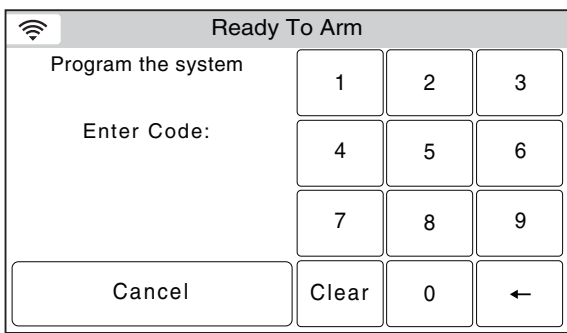 Ready To Arm
Program the system
Enter Code:
1 2 3
4 5 6
7 8 9
Cancel Clear 0 ←